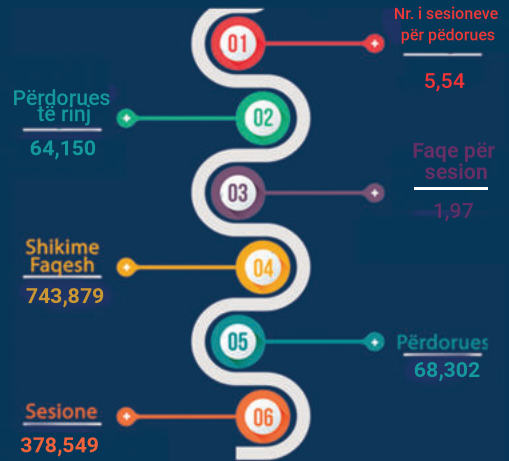 01
Nr. i sesioneve
për pëdorues
5,54
Përdorues
të rinj
64,150
02
03
Faqe për
sesion
1,97
Shikime
Faqesh
743,879
04
05
Përdorues
68,302
Sesione
378,549
06